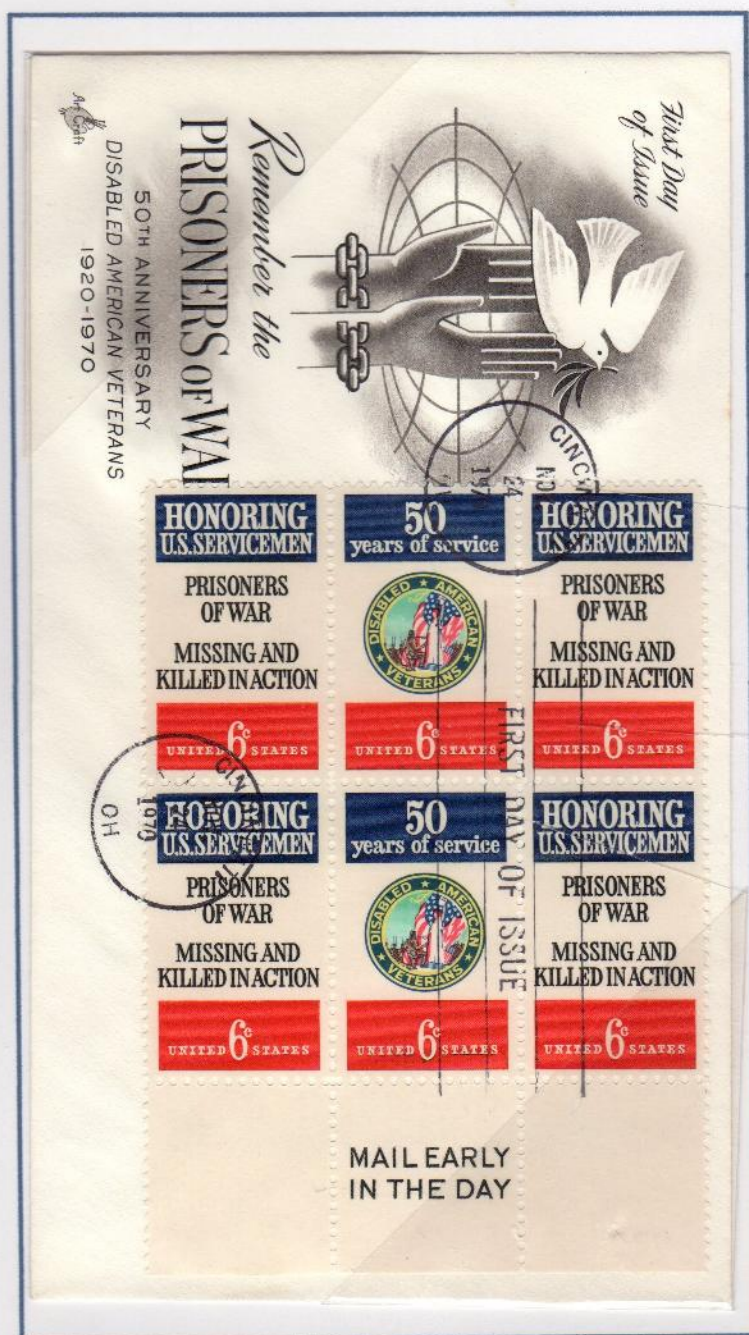 First Day
of Issue
Remember the
PRISONERS OF WAR
50TH ANNIVERSARY
DISABLED AMERICAN VETERANS
1920-1970
Art Craft
HONORING
U.S. SERVICEMEN
PRISONERS
OF WAR
MISSING AND
KILLED IN ACTION
6c
UNITED STATES
50
years of service
DISABLED ★ AMERICAN
★ VETERANS ★
6c
UNITED STATES
HONORING
U.S. SERVICEMEN
PRISONERS
OF WAR
MISSING AND
KILLED IN ACTION
6c
UNITED STATES
HONORING
U.S. SERVICEMEN
PRISONERS
OF WAR
MISSING AND
KILLED IN ACTION
6c
UNITED STATES
50
years of service
DISABLED ★ AMERICAN
★ VETERANS ★
6c
UNITED STATES
HONORING
U.S. SERVICEMEN
PRISONERS
OF WAR
MISSING AND
KILLED IN ACTION
6c
UNITED STATES
MAIL EARLY
IN THE DAY
NOV
24
FIRST DAY OF ISSUE
1970
OH